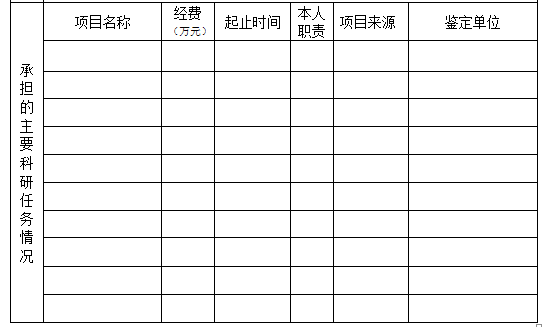 项目名称
经费
（万元）
起止时间
本人
职责
项目来源
鉴定单位
承担的主要科研任务情况